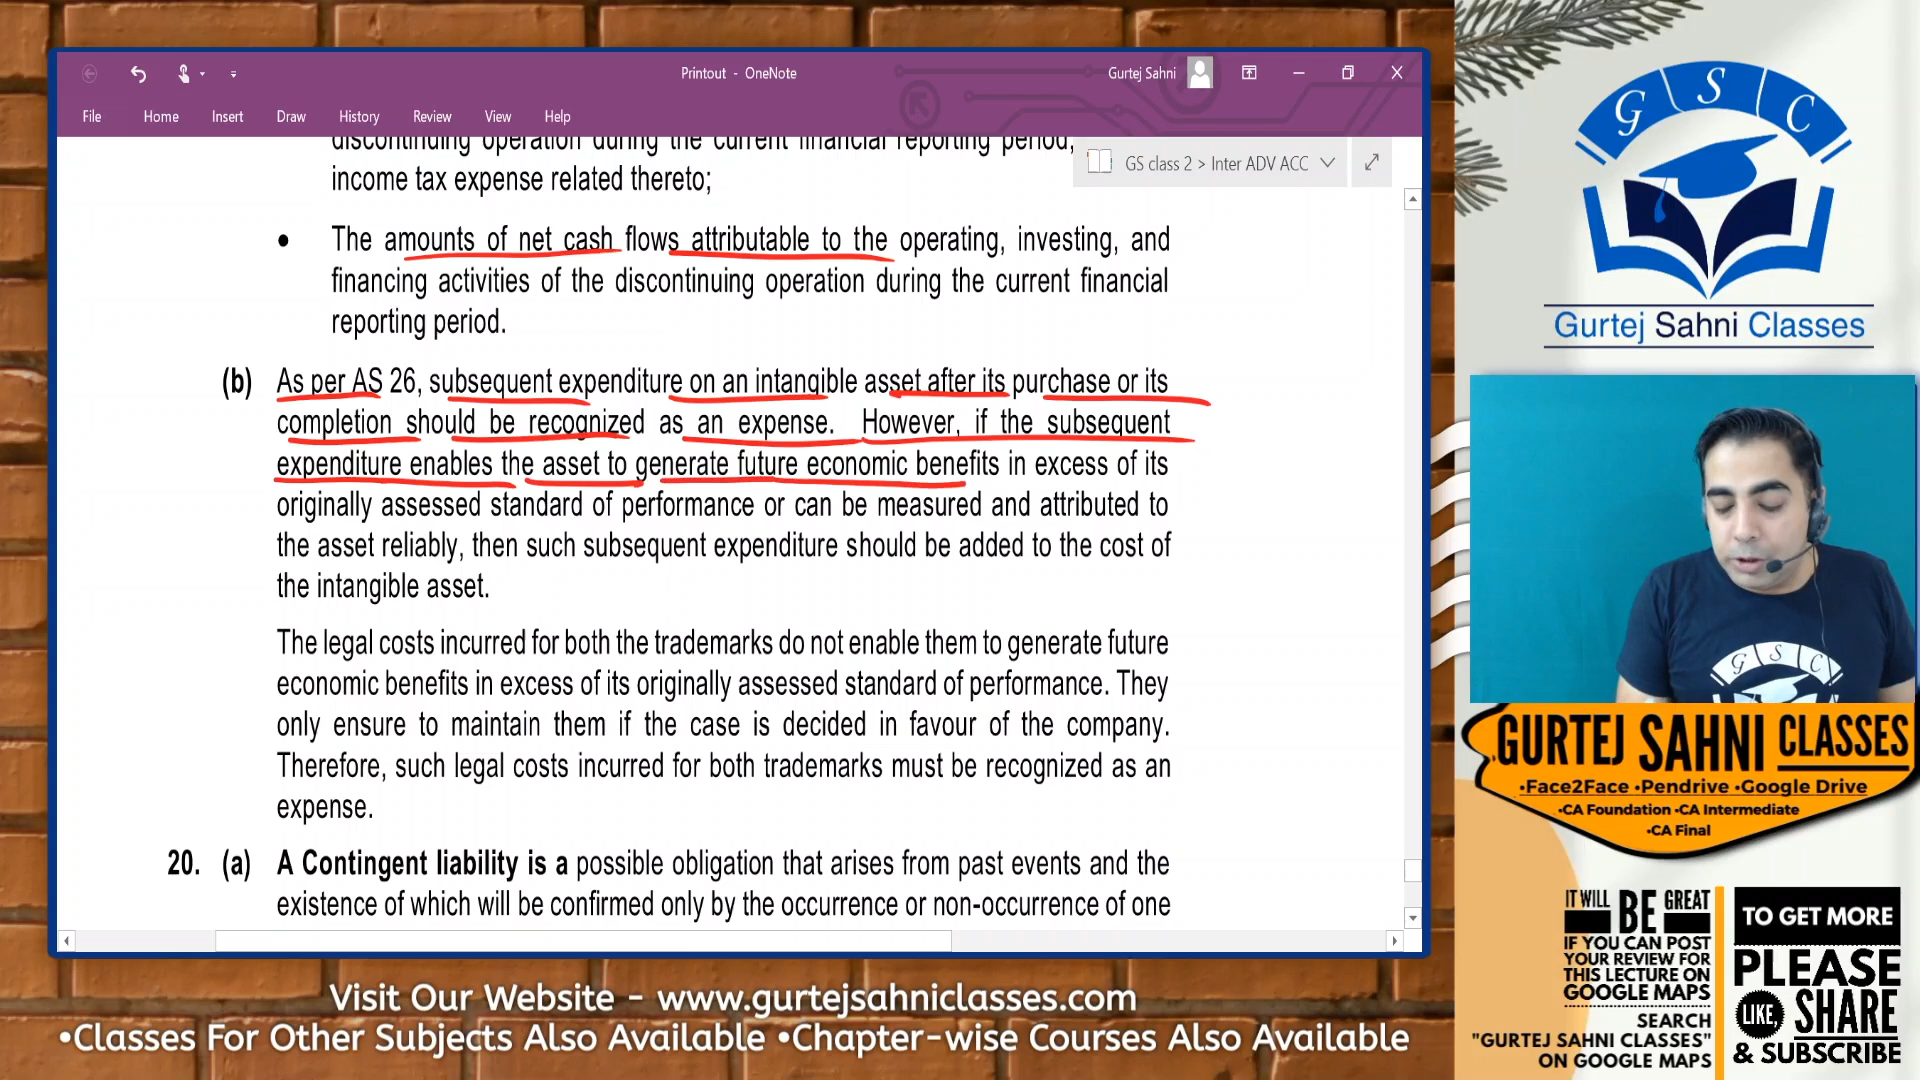 Printout - OneNote
Gurtej Sahni
File Home Insert Draw History Review View Help
GS class 2 > Inter ADV ACC
discontinuing operation during the current financial reporting period,
income tax expense related thereto;
• The amounts of net cash flows attributable to the operating, investing, and
financing activities of the discontinuing operation during the current financial
reporting period.
(b) As per AS 26, subsequent expenditure on an intangible asset after its purchase or its
completion should be recognized as an expense. However, if the subsequent
expenditure enables the asset to generate future economic benefits in excess of its
originally assessed standard of performance or can be measured and attributed to
the asset reliably, then such subsequent expenditure should be added to the cost of
the intangible asset.
The legal costs incurred for both the trademarks do not enable them to generate future
economic benefits in excess of its originally assessed standard of performance. They
only ensure to maintain them if the case is decided in favour of the company.
Therefore, such legal costs incurred for both trademarks must be recognized as an
expense.
20. (a) A Contingent liability is a possible obligation that arises from past events and the
existence of which will be confirmed only by the occurrence or non-occurrence of one
Visit Our Website - www.gurtejsahniclasses.com
•Classes For Other Subjects Also Available •Chapter-wise Courses Also Available
G S C
Gurtej Sahni Classes
G S C
GURTEJ SAHNI CLASSES
•Face2Face •Pendrive •Google Drive
•CA Foundation •CA Intermediate
•CA Final
IT WILL BE GREAT
IF YOU CAN POST
YOUR REVIEW FOR
THIS LECTURE ON
GOOGLE MAPS
SEARCH
"GURTEJ SAHNI CLASSES"
ON GOOGLE MAPS
TO GET MORE
PLEASE
LIKE, SHARE
& SUBSCRIBE